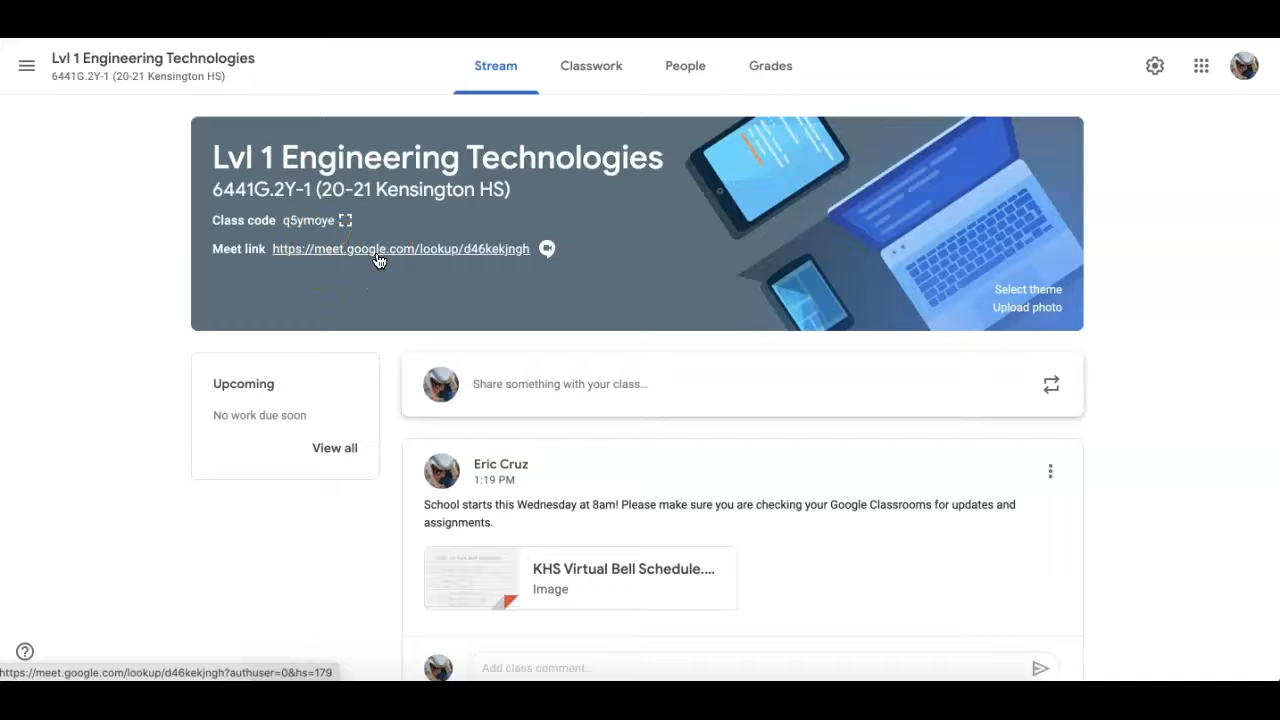 Lvl 1 Engineering Technologies
6441G.2Y-1 (20-21 Kensington HS)
Stream Classwork People Grades
Lvl 1 Engineering Technologies
6441G.2Y-1 (20-21 Kensington HS)
Class code q5ymoye
Meet link https://meet.google.com/lookup/d46kekjngh
Select theme
Upload photo
Upcoming
No work due soon
View all
Share something with your class...
Eric Cruz
1:19 PM
School starts this Wednesday at 8am! Please make sure you are checking your Google Classrooms for updates and
assignments.
KHS Virtual Bell Schedule....
Image
Add class comment...
https://meet.google.com/lookup/d46kekjngh?authuser=0&hs=179